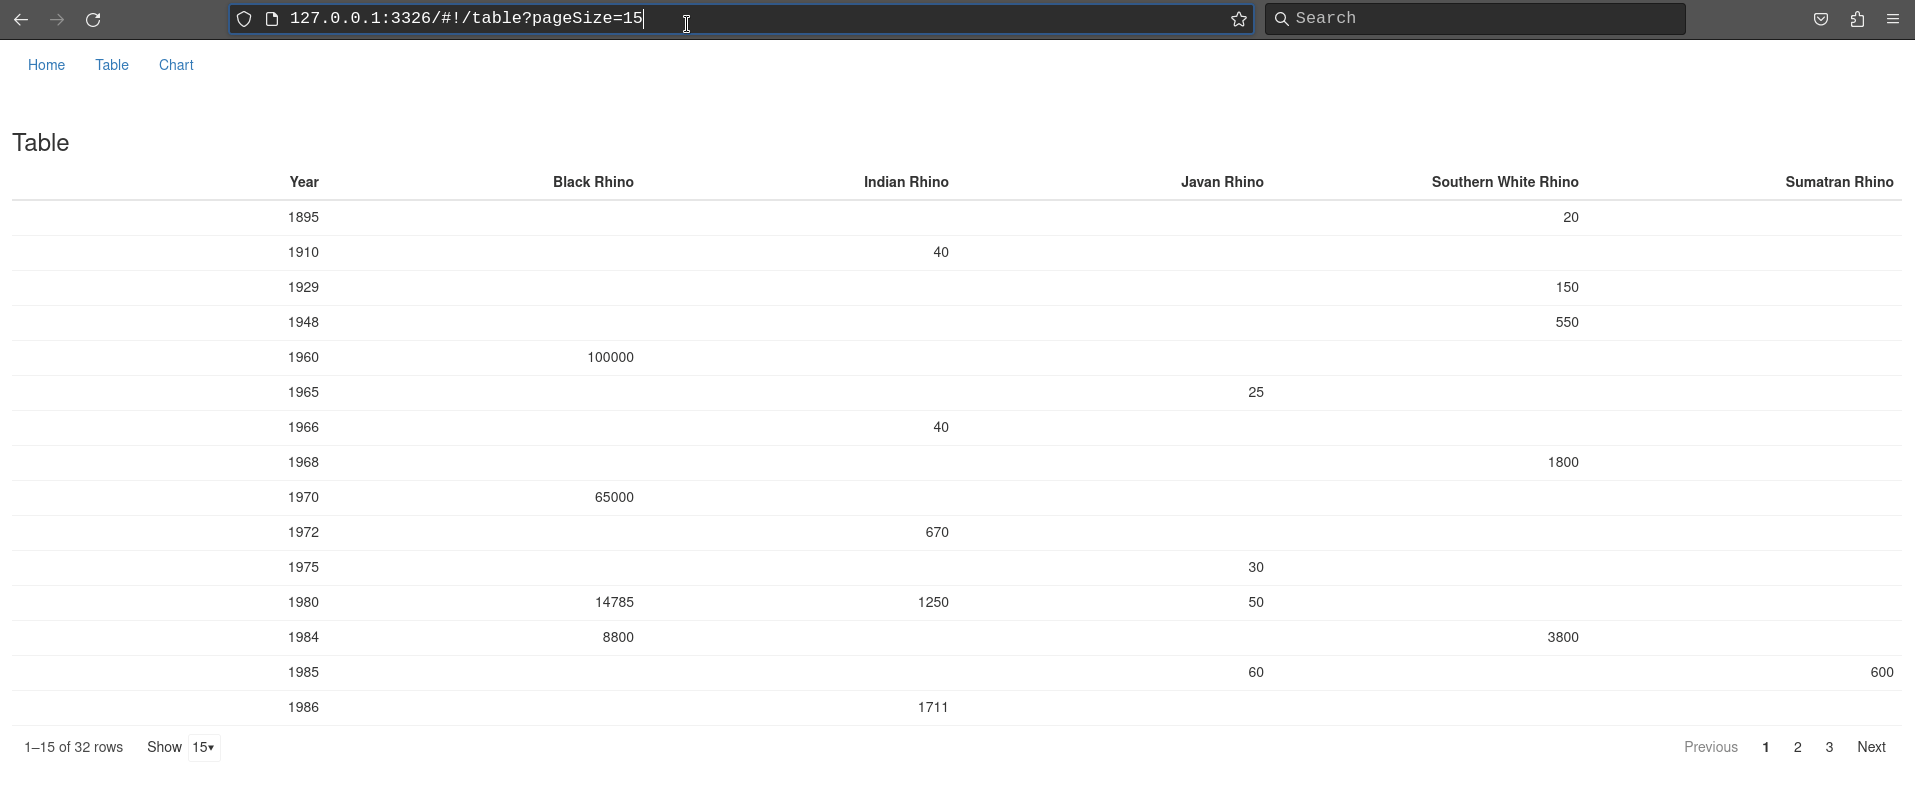 127.0.0.1:3326/#!/table?pageSize=15 Search
Home Table Chart
Table
Year Black Rhino Indian Rhino Javan Rhino Southern White Rhino Sumatran Rhino
1895 20
1910 40
1929 150
1948 550
1960 100000
1965 25
1966 40
1968 1800
1970 65000
1972 670
1975 30
1980 14785 1250 50
1984 8800 3800
1985 60 600
1986 1711
1–15 of 32 rows Show 15▾ Previous 1 2 3 Next